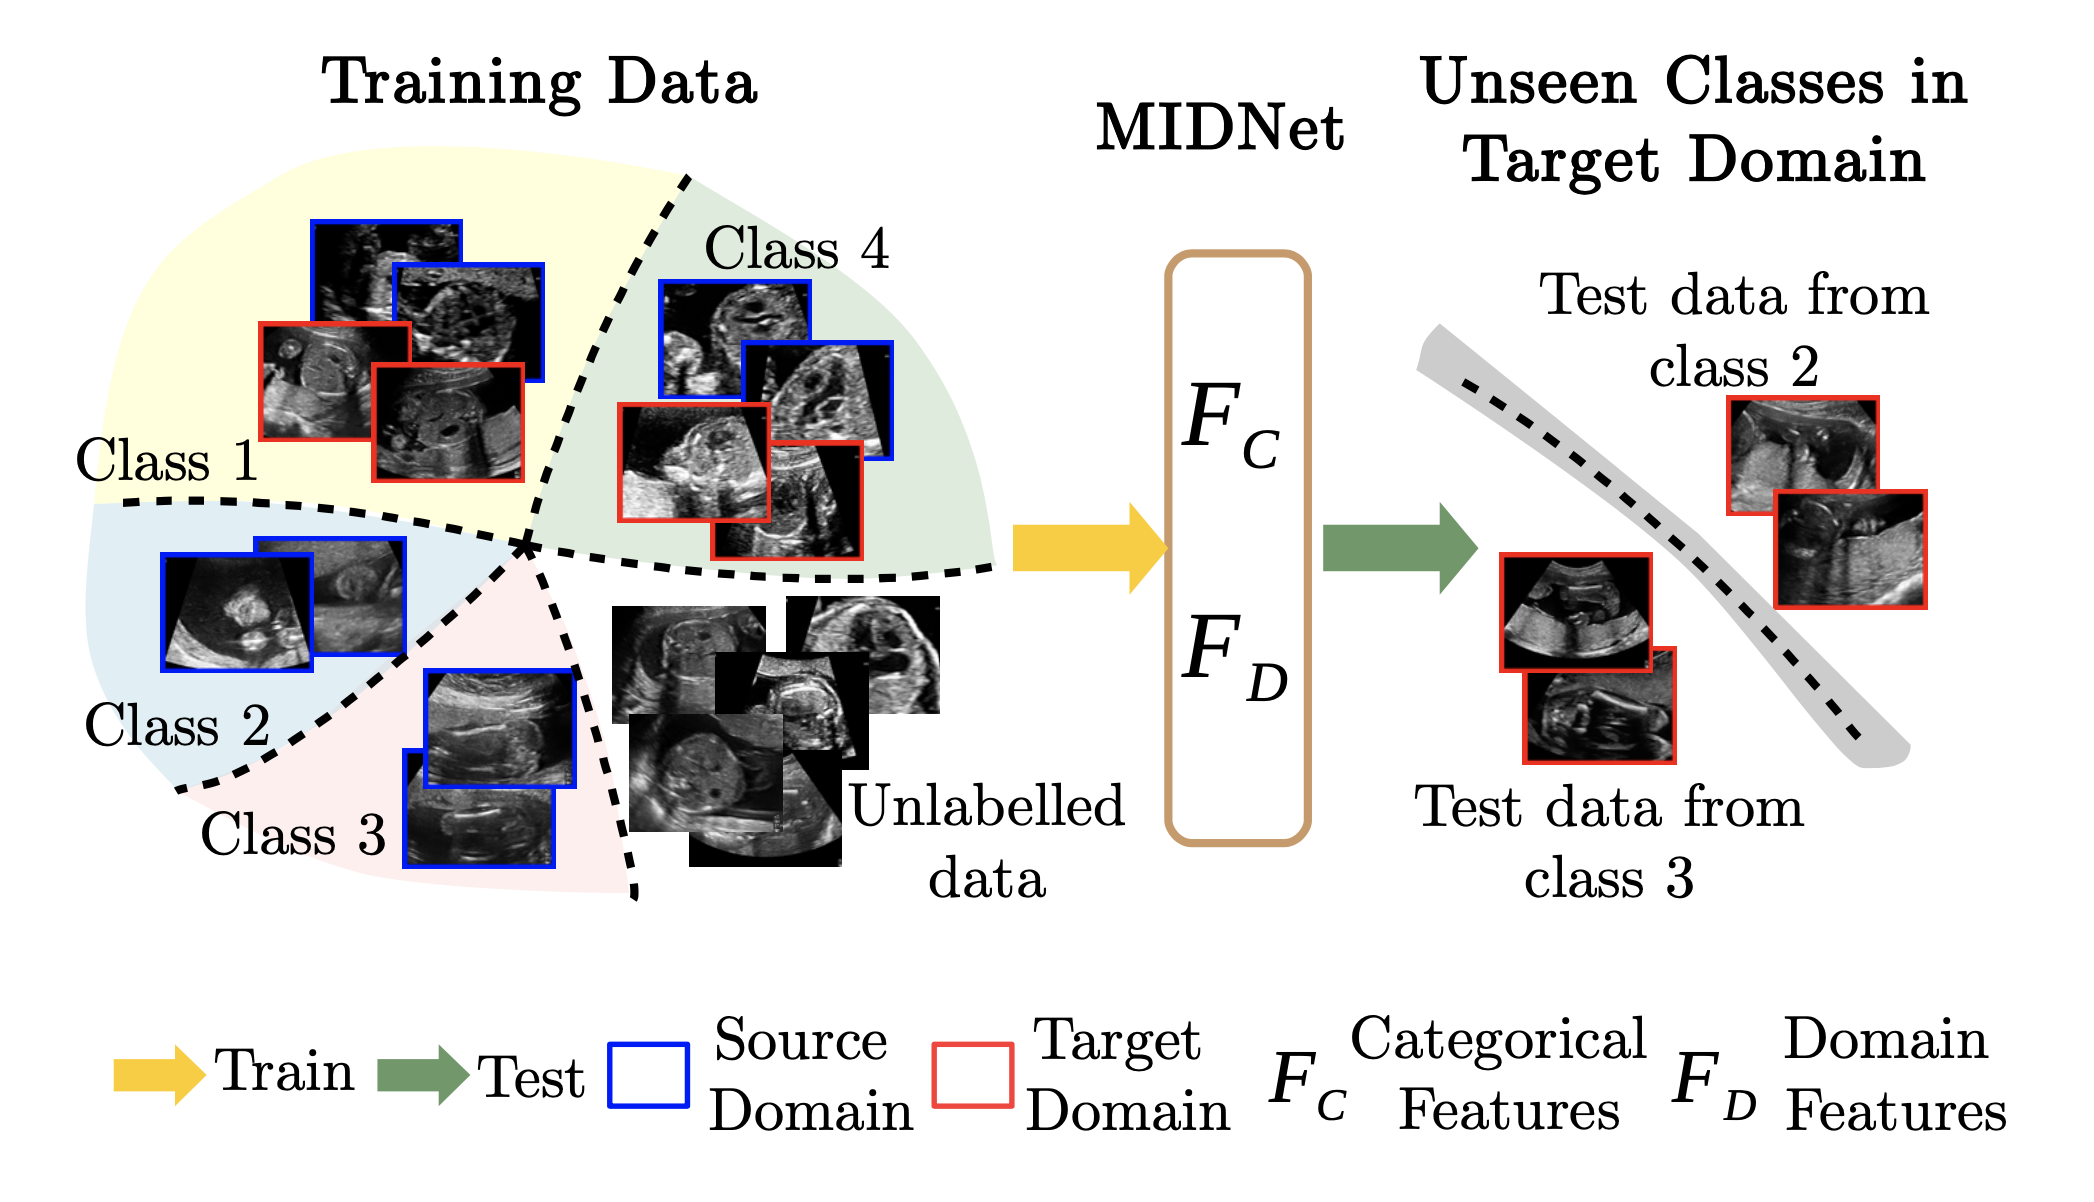 Training Data
MIDNet
Unseen Classes in
Target Domain
Class 4
Class 1
Class 2
Class 3
Unlabelled
data
F_C
F_D
Test data from
class 2
Test data from
class 3
Train
Test
Source
Domain
Target
Domain
F_C
Categorical
Features
F_D
Domain
Features